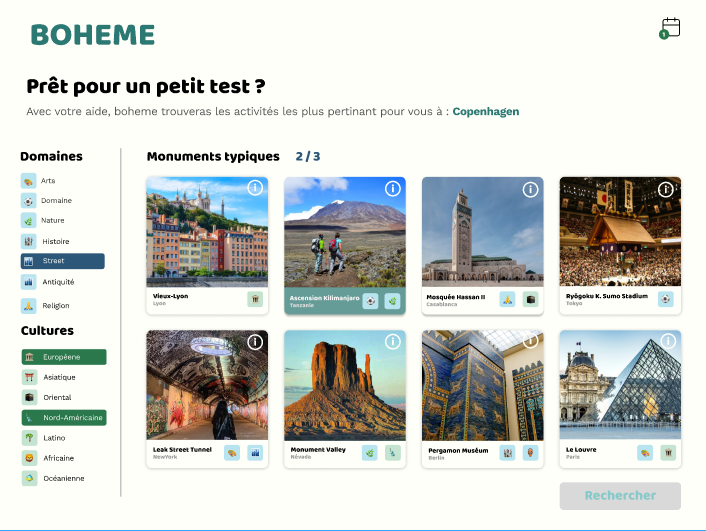 BOHEME
1
Prêt pour un petit test ?
Avec votre aide, boheme trouveras les activités les plus pertinant pour vous à : Copenhagen
Domaines
Arts
Domaine
Nature
Histoire
Street
Antiquité
Religion
Cultures
Européene
Asiatique
Oriental
Nord-Américaine
Latino
Africaine
Océanienne
Monuments typiques 2 / 3
Vieux-Lyon
Lyon
Ascension Kilimanjaro
Tanzanie
Mosquée Hassan II
Casablanca
Ryōgoku K. Sumo Stadium
Tokyo
Leak Street Tunnel
NewYork
Monument Valley
Névada
Pergamon Muséum
Berlin
Le Louvre
Paris
Rechercher